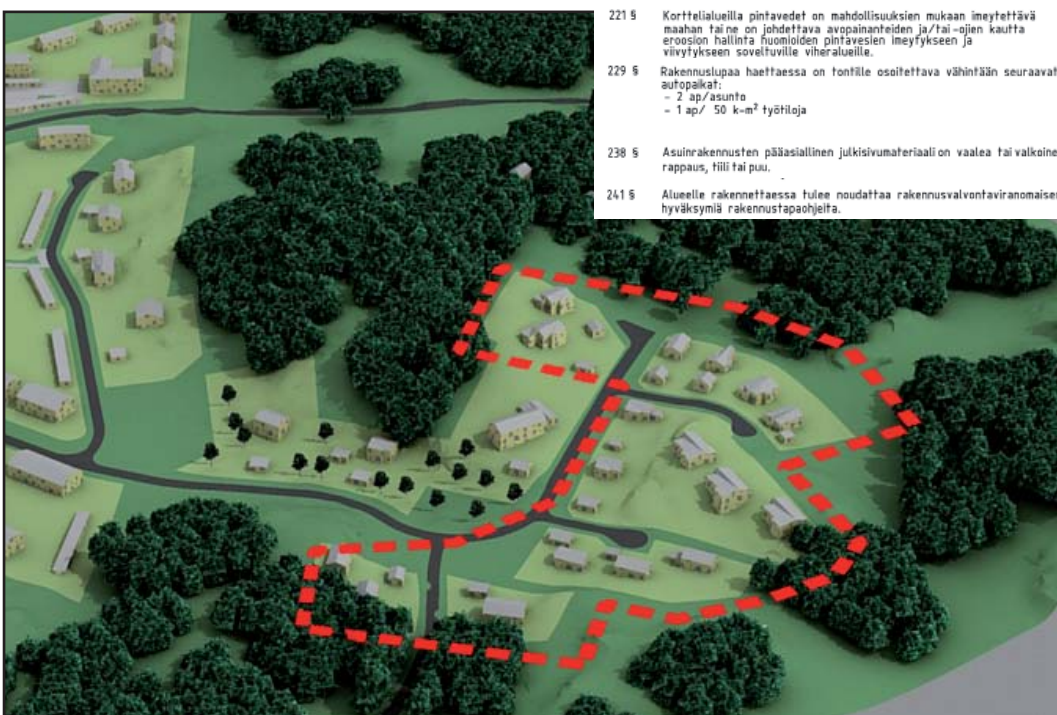 221 § Korttelialueilla pintavedet on mahdollisuuksien mukaan imeytettävä
maahan tai ne on johdettava avopainanteiden ja/tai -ojien kautta
eroosion hallinta huomioiden pintavesien imeytykseen ja
viivytykseen soveltuville viheralueille.
229 § Rakennuslupaa haettaessa on tontille osoitettava vähintään seuraavat
autopaikat:
- 2 ap/asunto
- 1 ap/ 50 k-m² työtiloja
238 § Asuinrakennusten pääasiallinen julkisivumateriaali on vaalea tai valkoine
rappaus, tiili tai puu.
241 § Alueelle rakennettaessa tulee noudattaa rakennusvalvontaviranomaise
hyväksymiä rakennustapaohjeita.